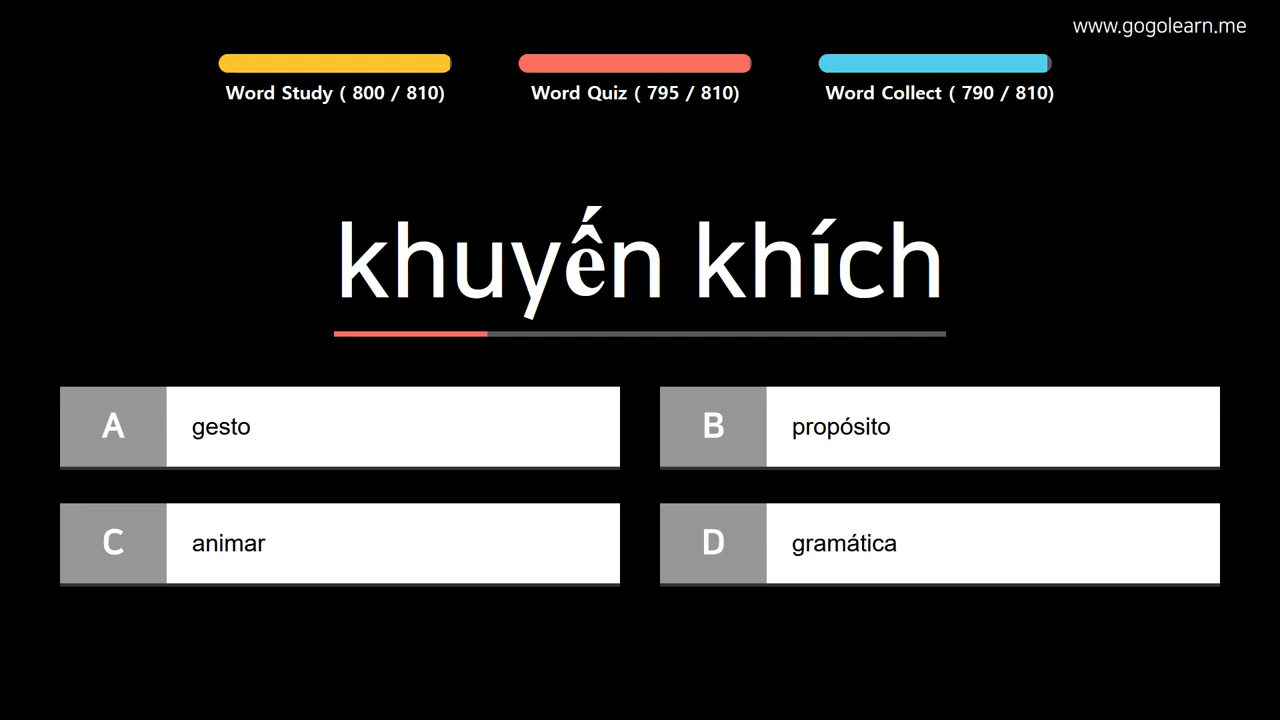 www.gogolearn.me
Word Study ( 800 / 810)
Word Quiz ( 795 / 810)
Word Collect ( 790 / 810)
khuyến khích
A gesto
B propósito
C animar
D gramática